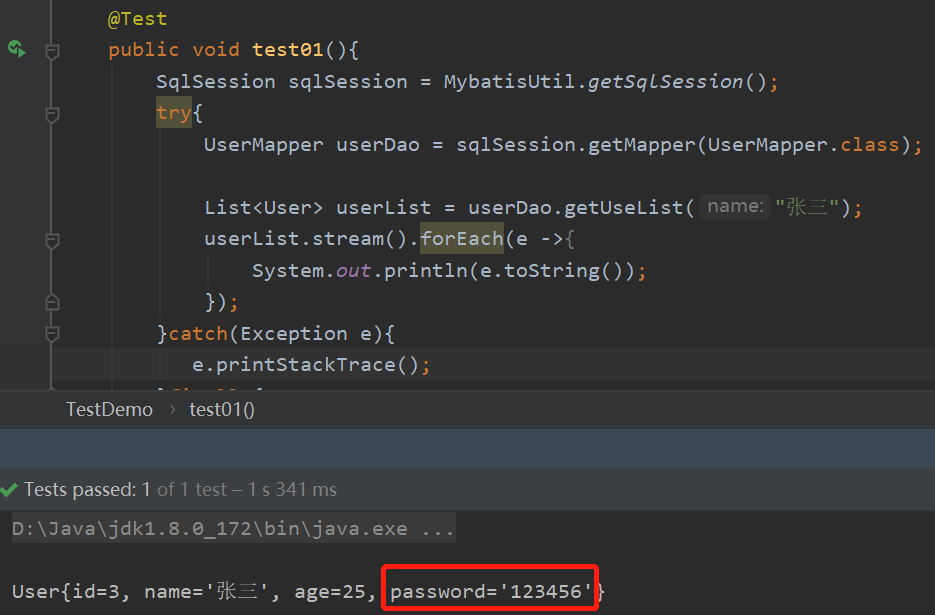 @Test
public void test01(){
SqlSession sqlSession = MybatisUtil.getSqlSession();
try{
UserMapper userDao = sqlSession.getMapper(UserMapper.class);
List<User> userList = userDao.getUseList( name: "张三");
userList.stream().forEach(e ->{
System.out.println(e.toString());
});
}catch(Exception e){
e.printStackTrace();
TestDemo › test01()
Tests passed: 1 of 1 test – 1 s 341 ms
D:\Java\jdk1.8.0_172\bin\java.exe ...
User{id=3, name='张三', age=25, password='123456'}